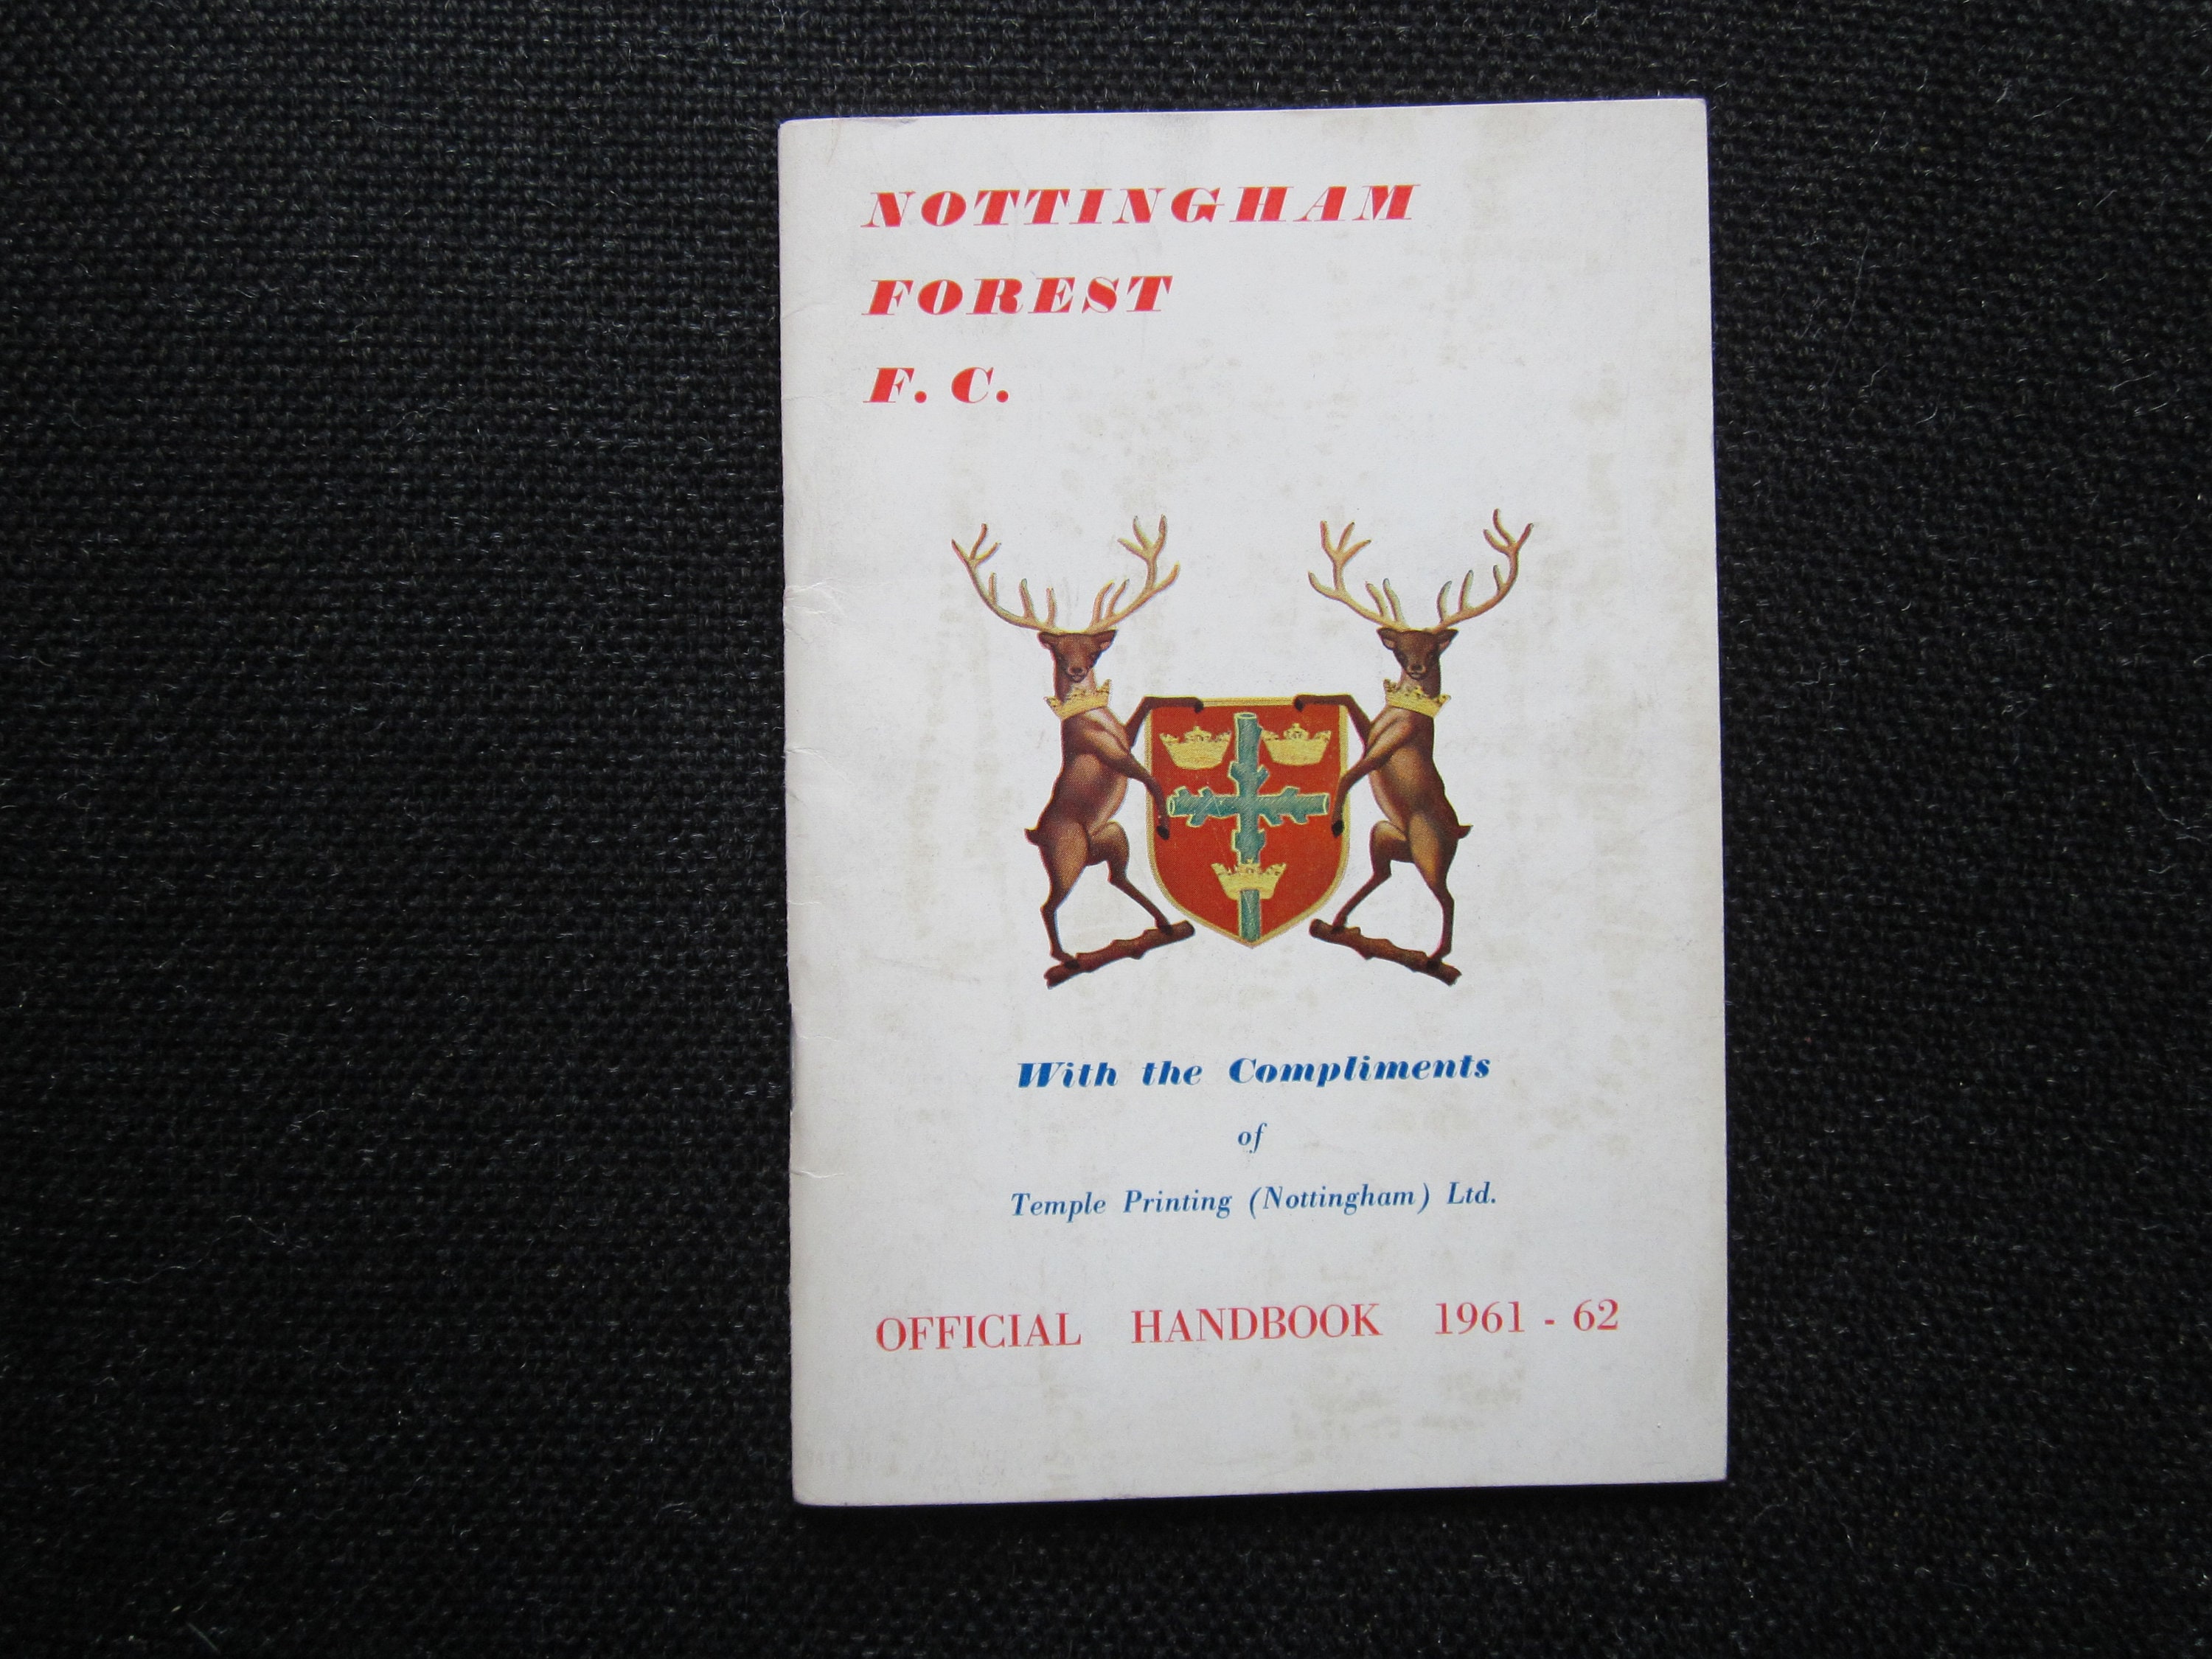 NOTTINGHAM
FOREST
F. C.
With the Compliments
of
Temple Printing (Nottingham) Ltd.
OFFICIAL HANDBOOK 1961 - 62